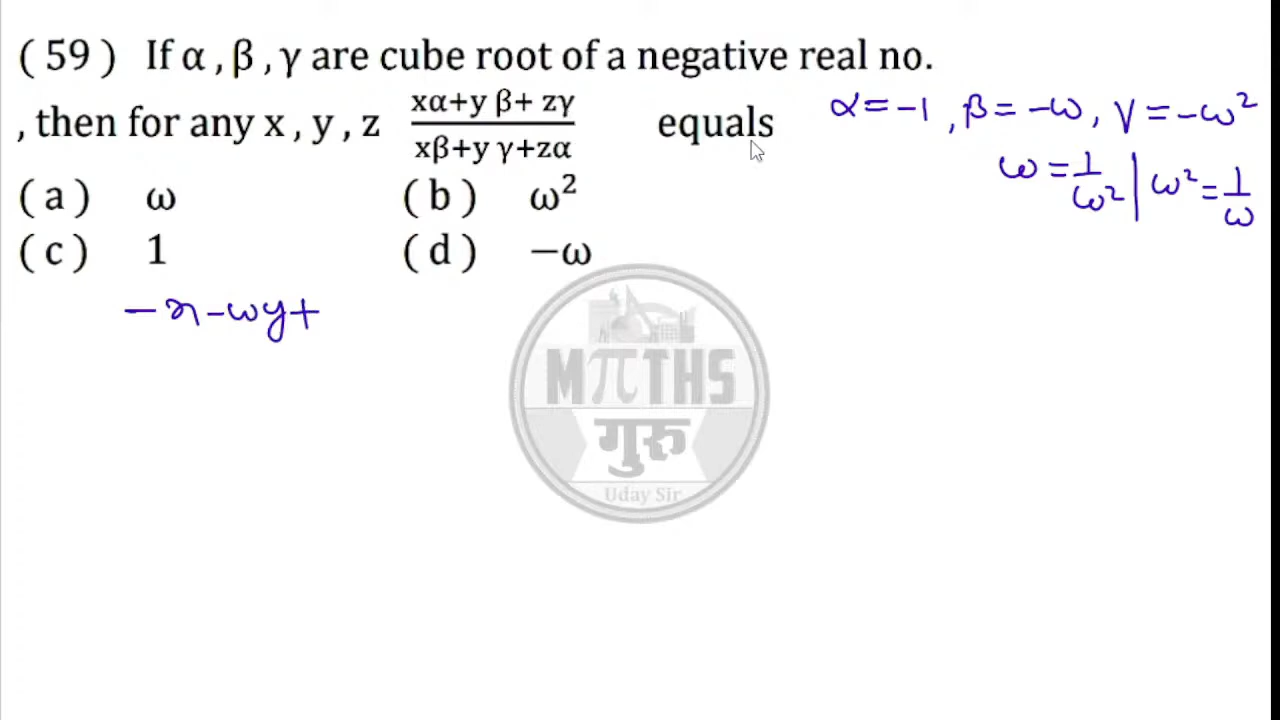 ( 59 ) If α , β , γ are cube root of a negative real no.
, then for any x , y , z (xα+y β+ zγ)/(xβ+y γ+zα) equals
α = -1 , β = -ω, γ = -ω²
ω = 1/ω² | ω² = 1/ω
( a ) ω ( b ) ω²
( c ) 1 ( d ) −ω
- x - ωy +
MπTHS
गुरु
Uday Sir